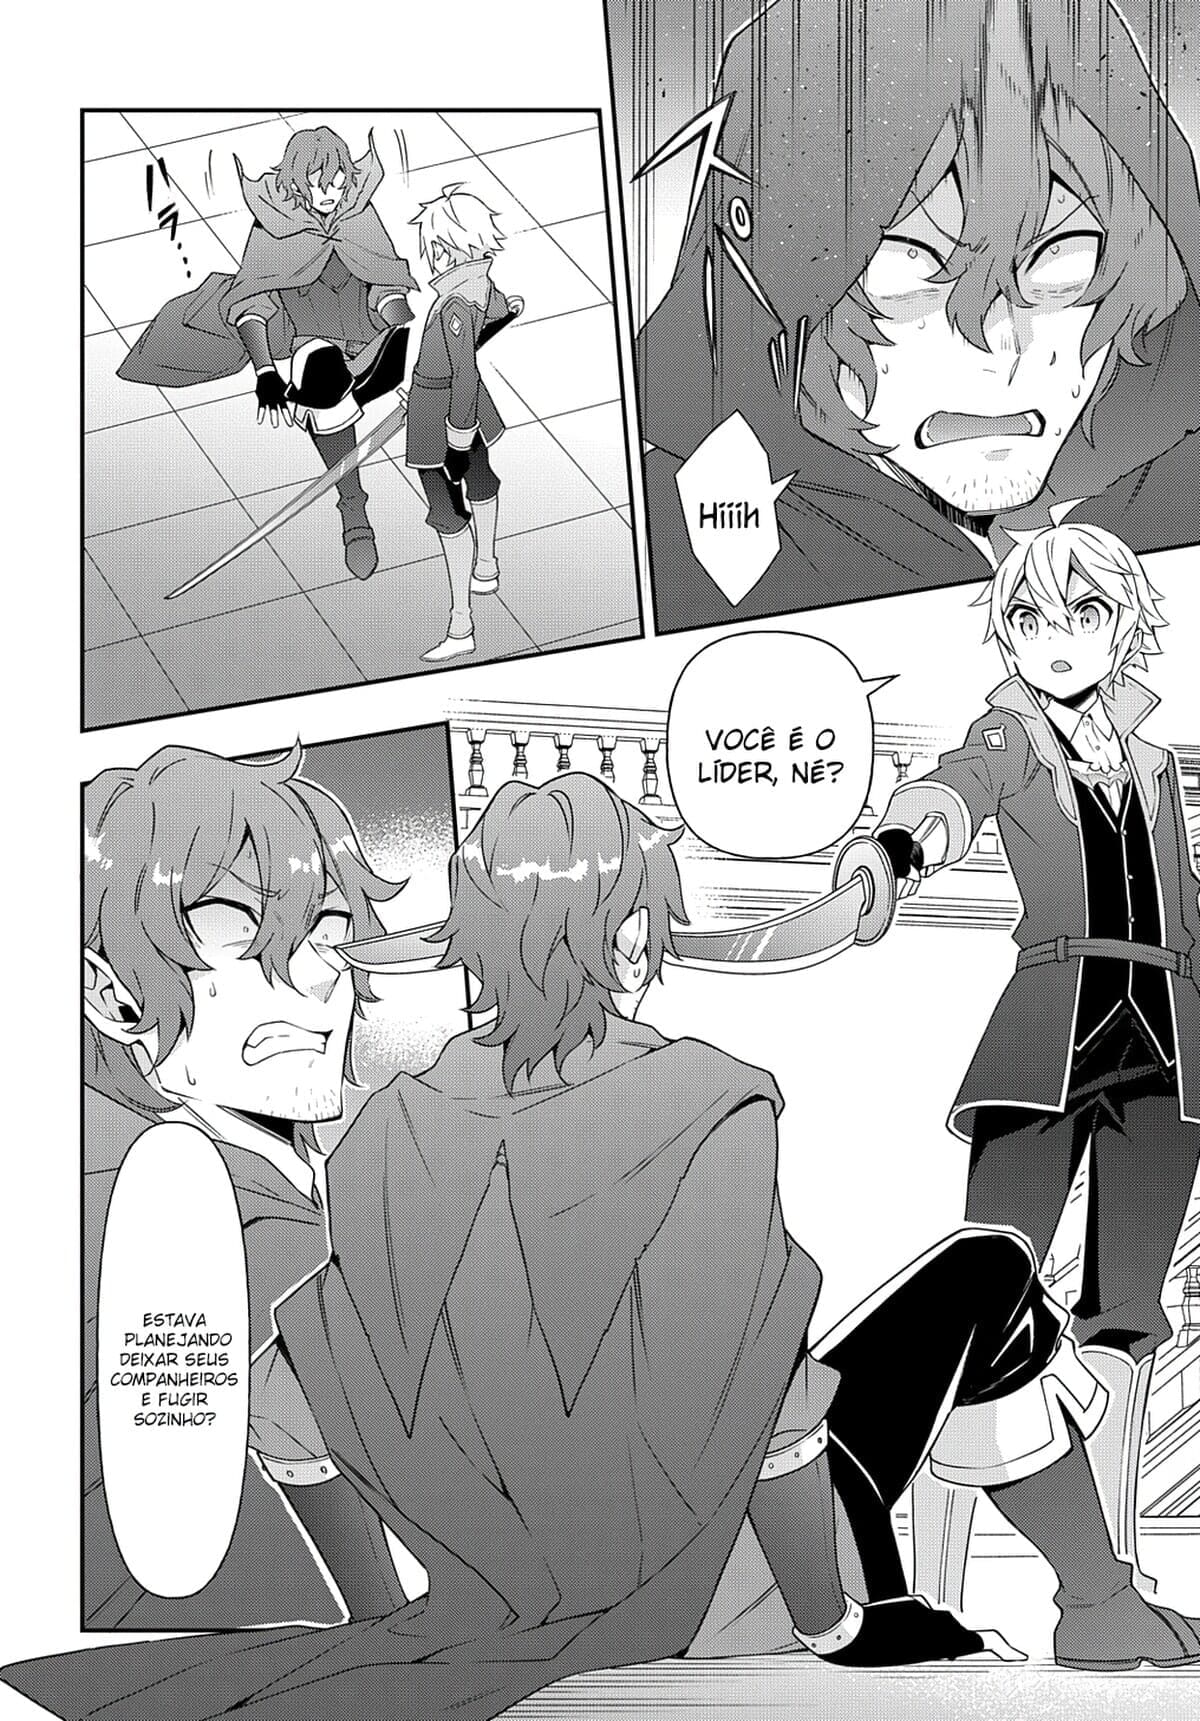 Hiiih
VOCÊ É O
LÍDER, NÉ?
ESTAVA
PLANEJANDO
DEIXAR SEUS
COMPANHEIROS
E FUGIR
SOZINHO?